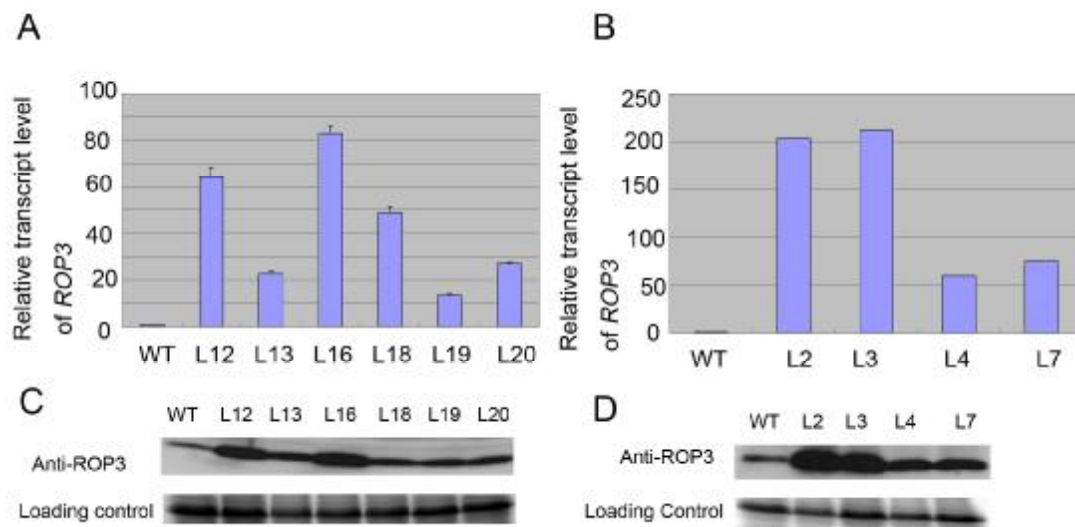 A
B
Relative transcript level
of ROP3
100
80
60
40
20
0
WT L12 L13 L16 L18 L19 L20
Relative transcript level
of ROP3
250
200
150
100
50
0
WT L2 L3 L4 L7
C
WT L12 L13 L16 L18 L19 L20
Anti-ROP3
Loading control
D
WT L2 L3 L4 L7
Anti-ROP3
Loading Control